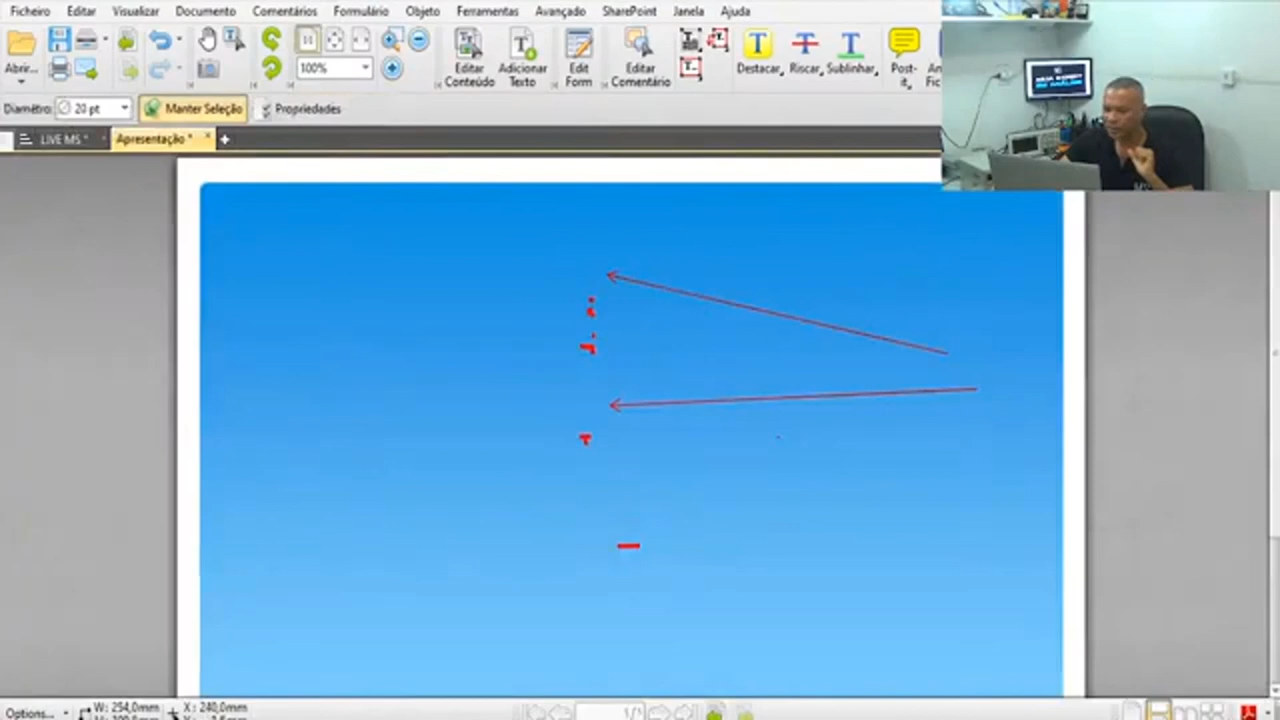 Ficheiro Editar Visualizar Documento Comentários Formulário Objeto Ferramentas Avançado SharePoint Janela Ajuda
Abrir... 100% Editar Conteúdo Adicionar Texto Edit Form Editar Comentário Destacar Riscar Sublinhar Post-it
Diamêtro 20 pt Manter Seleção Propriedades
LIVE MS * Apresentação *
Options... W: 254,0mm X: 240,0mm